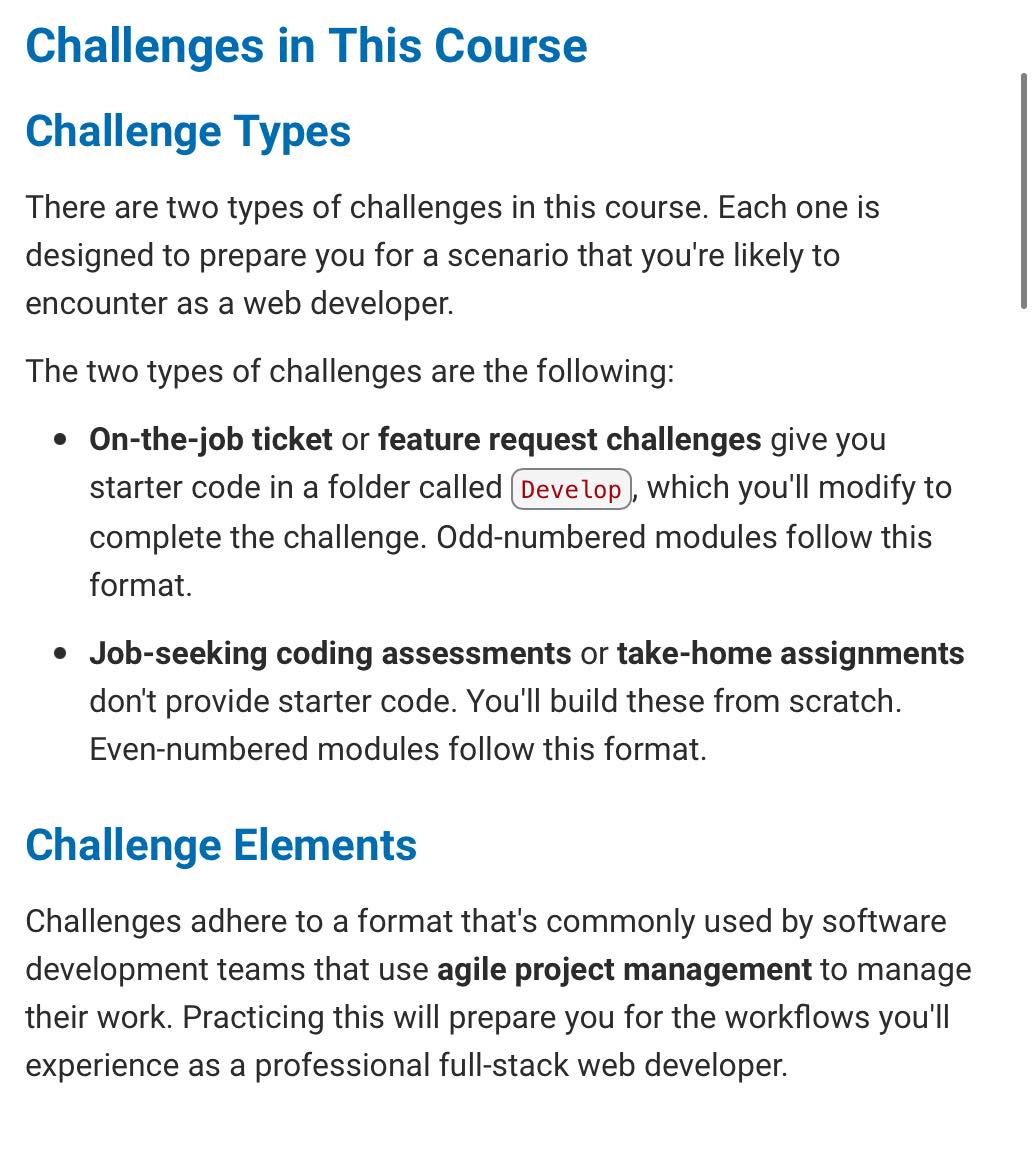 Challenges in This Course
Challenge Types
There are two types of challenges in this course. Each one is
designed to prepare you for a scenario that you're likely to
encounter as a web developer.
The two types of challenges are the following:
• On-the-job ticket or feature request challenges give you
starter code in a folder called Develop, which you'll modify to
complete the challenge. Odd-numbered modules follow this
format.
• Job-seeking coding assessments or take-home assignments
don't provide starter code. You'll build these from scratch.
Even-numbered modules follow this format.
Challenge Elements
Challenges adhere to a format that's commonly used by software
development teams that use agile project management to manage
their work. Practicing this will prepare you for the workflows you'll
experience as a professional full-stack web developer.